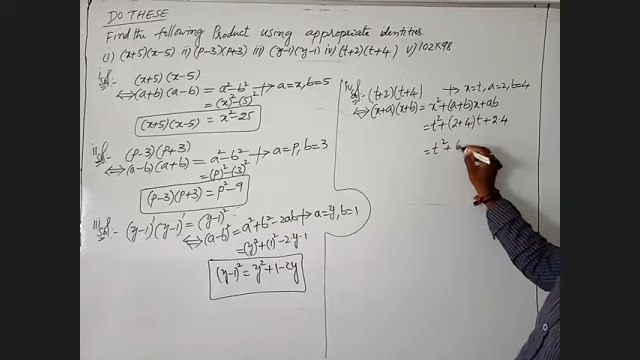 DO THESE
Find the following Product using appropriate identities.
i) (x+5)(x-5) ii) (p-3)(p+3) iii) (y-1)(y-1) iv) (t+2)(t+4) v) 102×98
i) Sol:- (x+5)(x-5)
⟺(a+b)(a-b) = a²-b² → a=x, b=5
= (x)²-(5)²
(x+5)(x-5) = x²-25
ii) Sol:- (p-3)(p+3)
⟺(a-b)(a+b) = a²-b² → a=p, b=3
= (p)²-(3)²
(p-3)(p+3) = p²-9
iii) Sol:- (y-1)¹(y-1)¹ = (y-1)²
⟺(a-b)² = a²+b²-2ab → a=y, b=1
= (y)²+(1)²-2·y·1
(y-1)² = y²+1-2y
iv) Sol:- (t+2)(t+4) → x=t, a=2, b=4
⟺(x+a)(x+b) = x²+(a+b)x+ab
= t²+(2+4)t+2·4
= t²+6